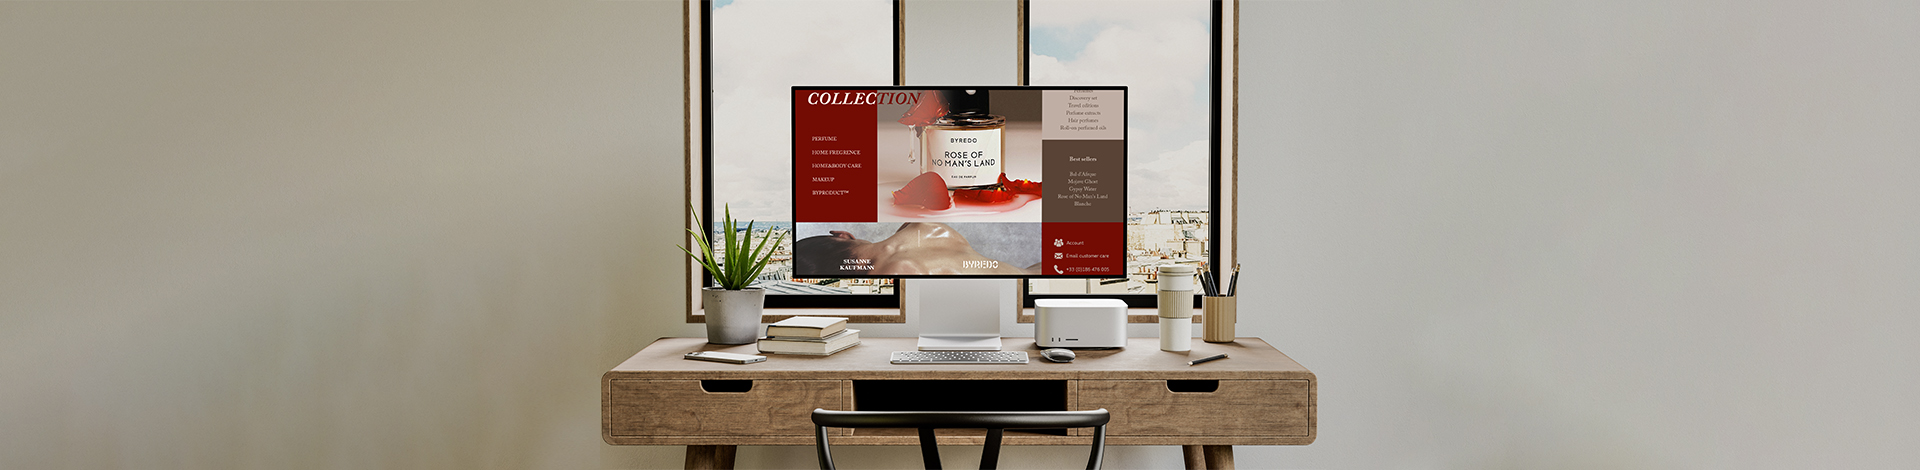 COLLECTION
PERFUME
HOME FREGRENCE
HOME&BODY CARE
MAKEUP
BYPRODUCT™
SUSANNE
KAUFMANN
BYREDO
ROSE OF
NO MAN'S LAND
EAU DE PARFUM
BYREDO
Discovery set
Travel editions
Perfume extracts
Hair perfumes
Roll-on perfumed oils
Best sellers
Bal d'Afrique
Mojave Ghost
Gypsy Water
Rose of No Man's Land
Blanche
Account
Email customer care
+33 (0)186 476 005